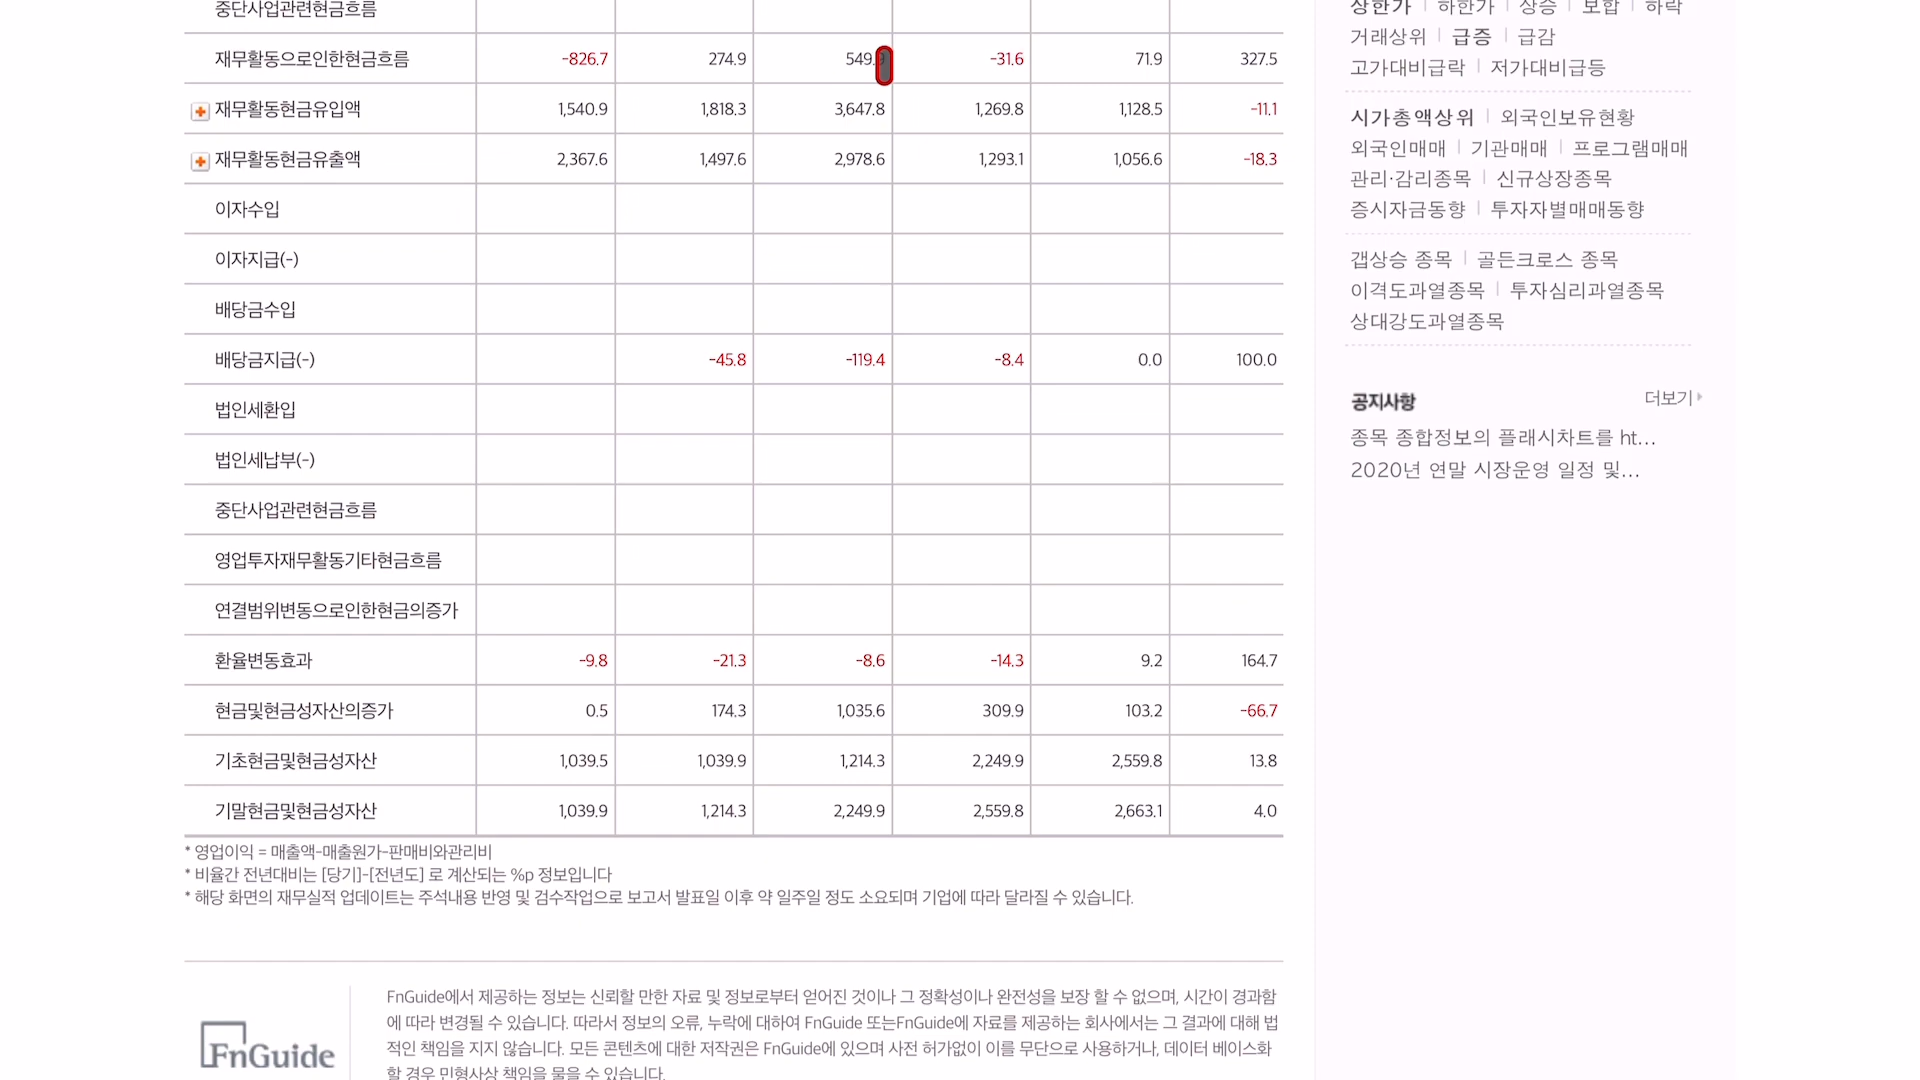 중단사업관련현금흐름
재무활동으로인한현금흐름 -826.7 274.9 549. -31.6 71.9 327.5
재무활동현금유입액 1,540.9 1,818.3 3,647.8 1,269.8 1,128.5 -11.1
재무활동현금유출액 2,367.6 1,497.6 2,978.6 1,293.1 1,056.6 -18.3
이자수입
이자지급(-)
배당금수입
배당금지급(-) -45.8 -119.4 -8.4 0.0 100.0
법인세환입
법인세납부(-)
중단사업관련현금흐름
영업투자재무활동기타현금흐름
연결범위변동으로인한현금의증가
환율변동효과 -9.8 -21.3 -8.6 -14.3 9.2 164.7
현금및현금성자산의증가 0.5 174.3 1,035.6 309.9 103.2 -66.7
기초현금및현금성자산 1,039.5 1,039.9 1,214.3 2,249.9 2,559.8 13.8
기말현금및현금성자산 1,039.9 1,214.3 2,249.9 2,559.8 2,663.1 4.0
* 영업이익 = 매출액-매출원가-판매비와관리비
* 비율간 전년대비는 [당기]-[전년도] 로 계산되는 %p 정보입니다
* 해당 화면의 재무실적 업데이트는 주석내용 반영 및 검수작업으로 보고서 발표일 이후 약 일주일 정도 소요되며 기업에 따라 달라질 수 있습니다.
FnGuide
FnGuide에서 제공하는 정보는 신뢰할 만한 자료 및 정보로부터 얻어진 것이나 그 정확성이나 완전성을 보장 할 수 없으며, 시간이 경과함
에 따라 변경될 수 있습니다. 따라서 정보의 오류, 누락에 대하여 FnGuide 또는FnGuide에 자료를 제공하는 회사에서는 그 결과에 대해 법
적인 책임을 지지 않습니다. 모든 콘텐츠에 대한 저작권은 FnGuide에 있으며 사전 허가없이 이를 무단으로 사용하거나, 데이터 베이스화
할 경우 민형사상 책임을 물을 수 있습니다.
상한가 | 하한가 | 상승 | 보합 | 하락
거래상위 | 급증 | 급감
고가대비급락 | 저가대비급등
시가총액상위 | 외국인보유현황
외국인매매 | 기관매매 | 프로그램매매
관리·감리종목 | 신규상장종목
증시자금동향 | 투자자별매매동향
갭상승 종목 | 골든크로스 종목
이격도과열종목 | 투자심리과열종목
상대강도과열종목
공지사항 더보기
종목 종합정보의 플래시차트를 ht...
2020년 연말 시장운영 일정 및...